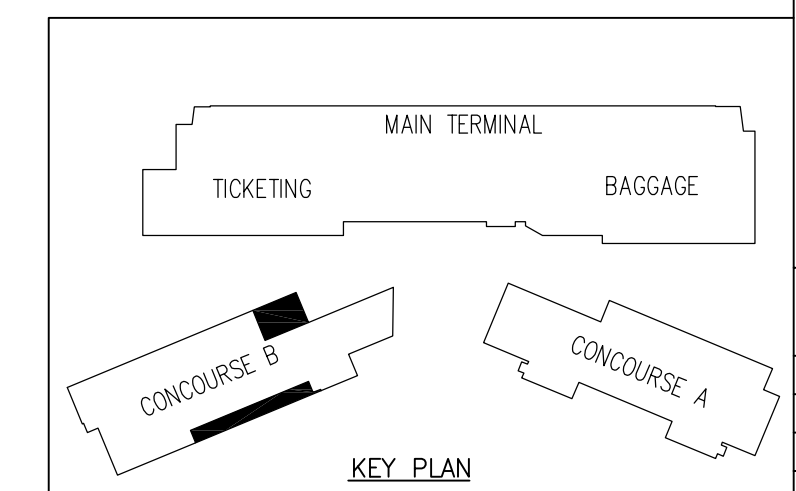 MAIN TERMINAL
TICKETING
BAGGAGE
CONCOURSE B
CONCOURSE A
KEY PLAN